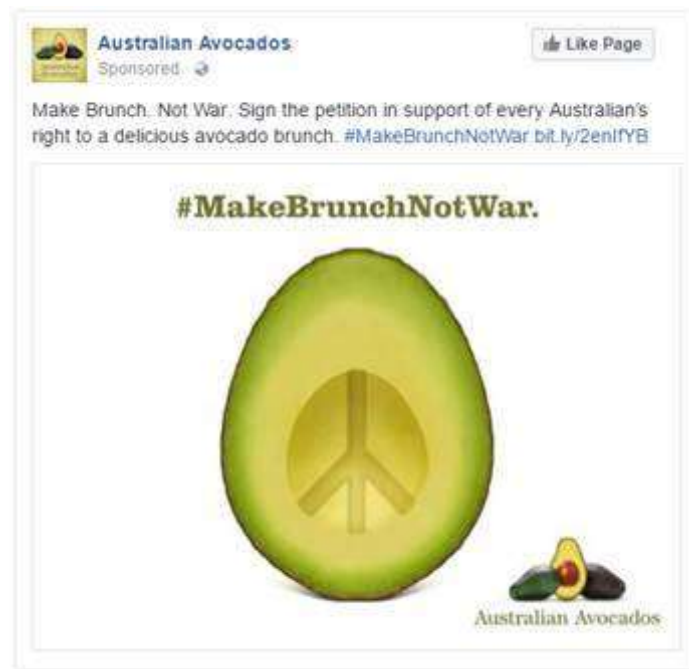 Australian Avocados
Like Page
Sponsored
Make Brunch. Not War. Sign the petition in support of every Australian's
right to a delicious avocado brunch. #MakeBrunchNotWar bit.ly/2enlfYB
#MakeBrunchNotWar.
Australian Avocados